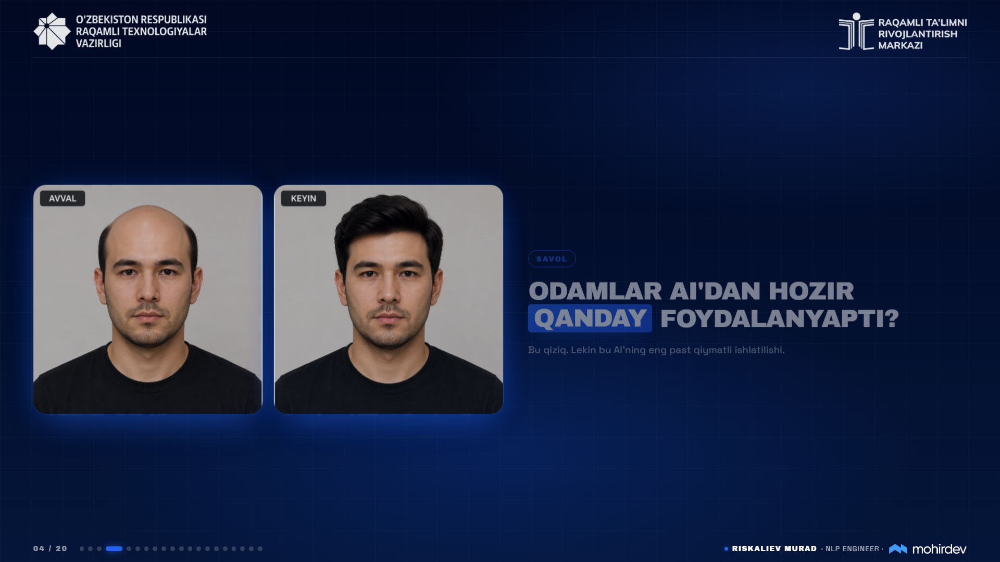 O'ZBEKISTON RESPUBLIKASI
RAQAMLI TEXNOLOGIYALAR
VAZIRLIGI
RAQAMLI TA'LIMNI
RIVOJLANTIRISH
MARKAZI
AVVAL
KEYIN
SAVOL
ODAMLAR AI'DAN HOZIR
QANDAY FOYDALANYAPTI?
Bu qiziq. Lekin bu AI'ning eng past qiymatli ishlatilishi.
04 / 20
RISKALIEV MURAD · NLP ENGINEER · mohirdev